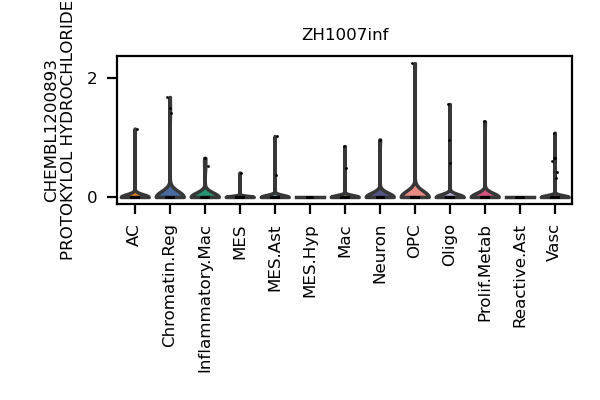 ZH1007inf
CHEMBL1200893
PROTOKYLOL HYDROCHLORIDE
2
0
AC
Chromatin.Reg
Inflammatory.Mac
MES
MES.Ast
MES.Hyp
Mac
Neuron
OPC
Oligo
Prolif.Metab
Reactive.Ast
Vasc